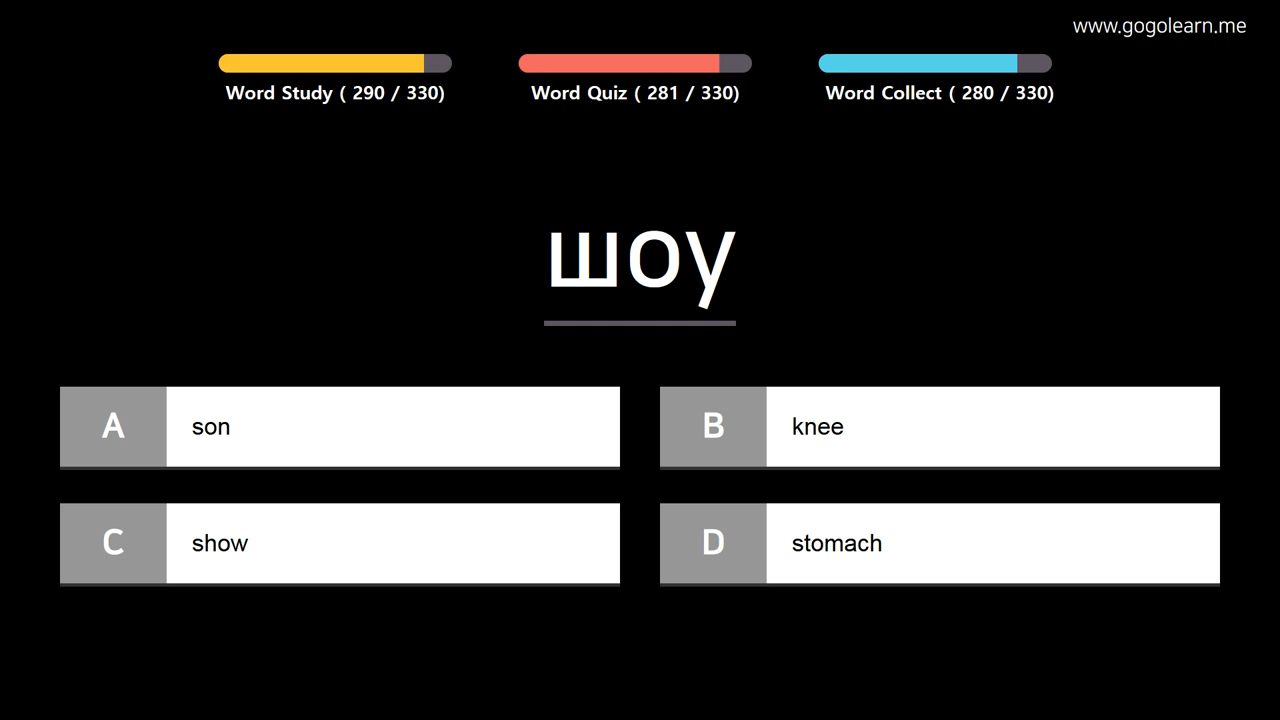 www.gogolearn.me
Word Study ( 290 / 330)
Word Quiz ( 281 / 330)
Word Collect ( 280 / 330)
шоу
A son
B knee
C show
D stomach